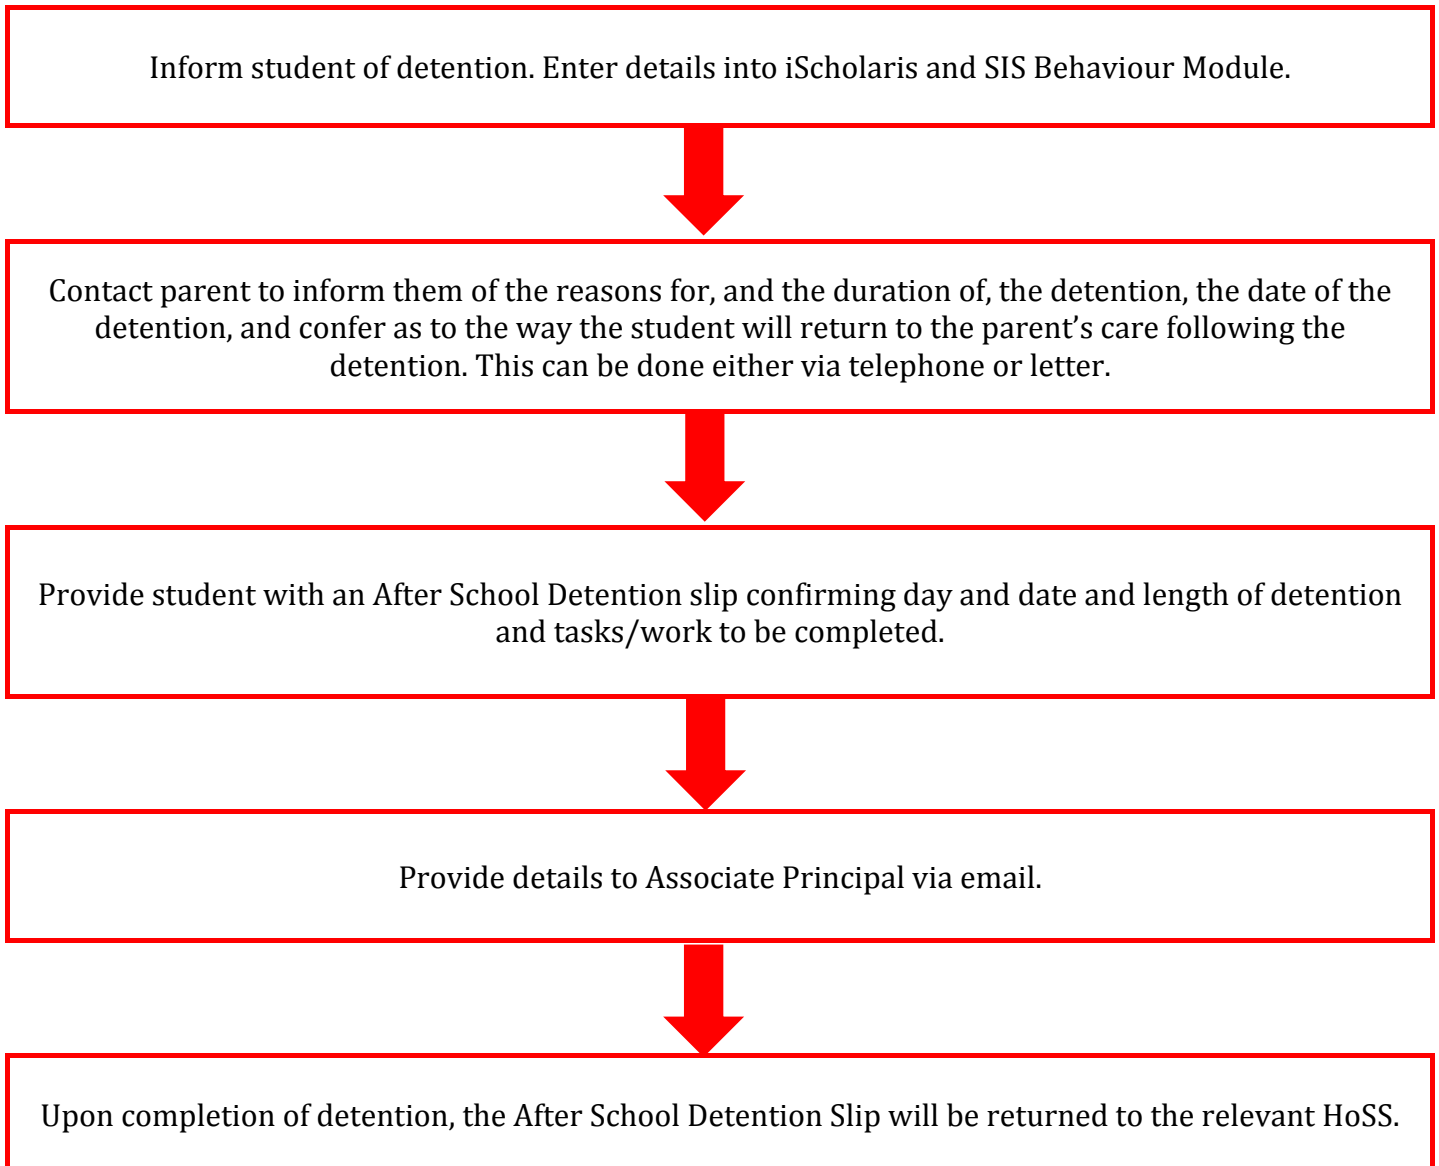 Inform student of detention. Enter details into iScholaris and SIS Behaviour Module.
Contact parent to inform them of the reasons for, and the duration of, the detention, the date of the
detention, and confer as to the way the student will return to the parent’s care following the
detention. This can be done either via telephone or letter.
Provide student with an After School Detention slip confirming day and date and length of detention
and tasks/work to be completed.
Provide details to Associate Principal via email.
Upon completion of detention, the After School Detention Slip will be returned to the relevant HoSS.